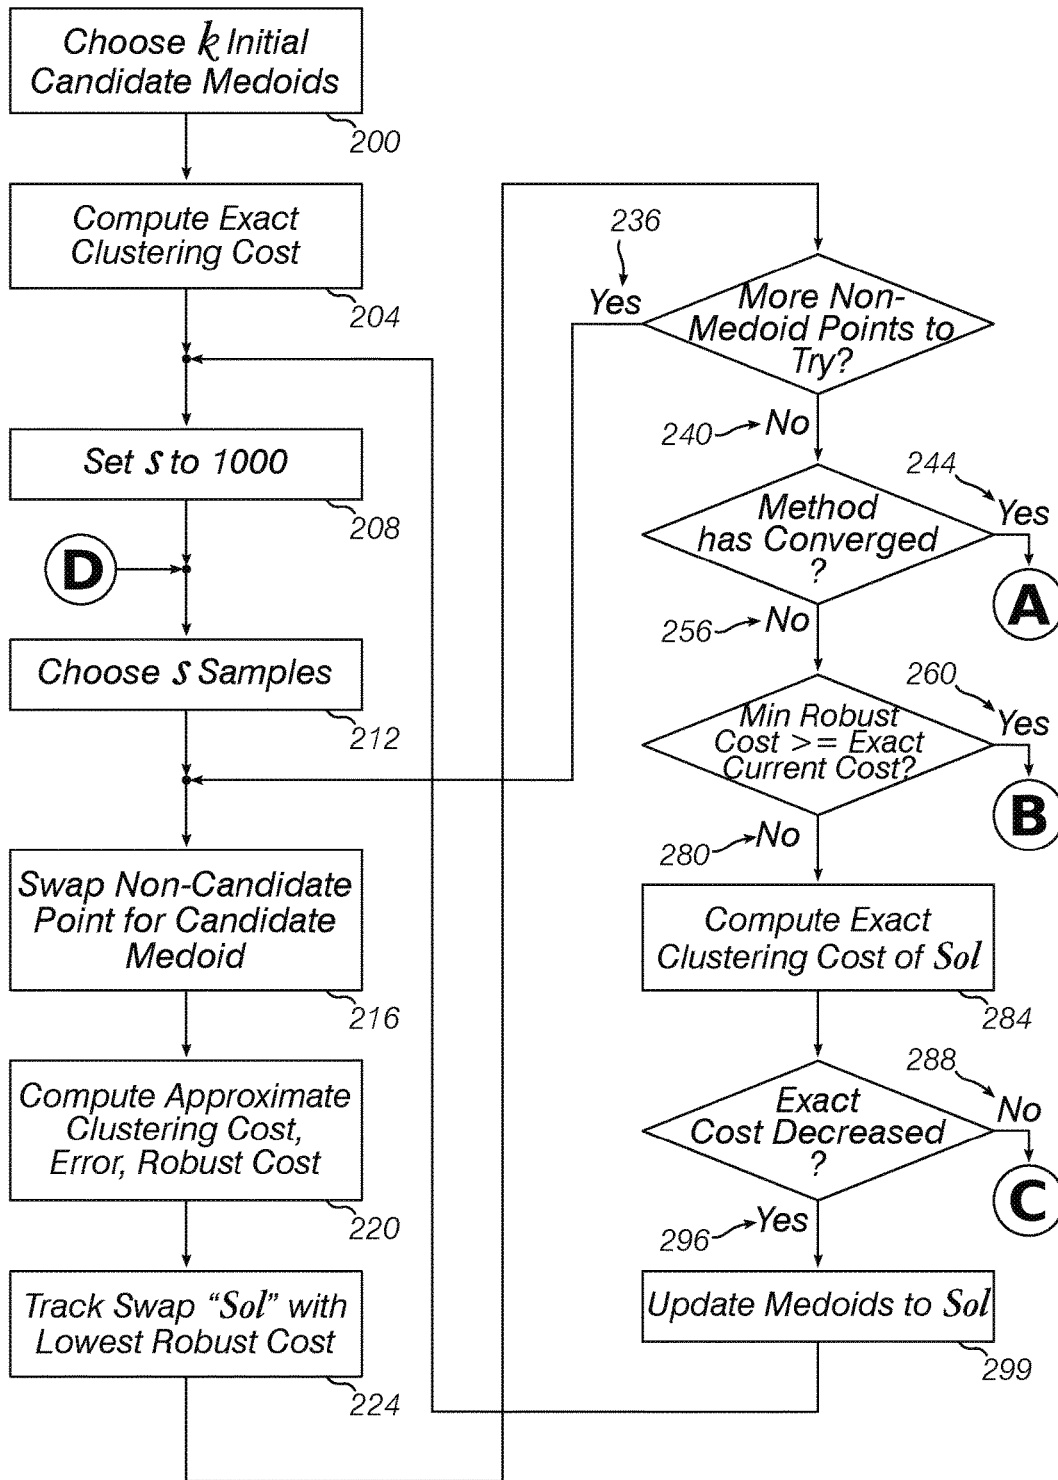 Choose k Initial
Candidate Medoids
200
Compute Exact
Clustering Cost
204
Set s to 1000
208
D
Choose s Samples
212
Swap Non-Candidate
Point for Candidate
Medoid
216
Compute Approximate
Clustering Cost,
Error, Robust Cost
220
Track Swap “Sol” with
Lowest Robust Cost
224
236
Yes
More Non-
Medoid Points to
Try?
240
No
244
Yes
Method
has Converged
?
A
256
No
260
Yes
Min Robust
Cost >= Exact
Current Cost?
B
280
No
Compute Exact
Clustering Cost of Sol
284
288
No
Exact
Cost Decreased
?
C
296
Yes
Update Medoids to Sol
299